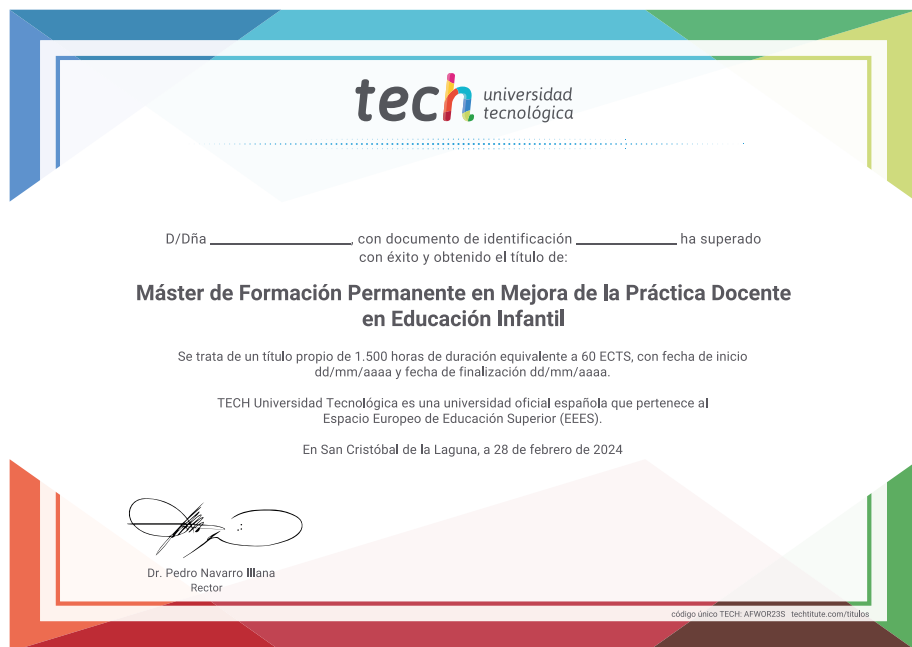 tech universidad
tecnológica
D/Dña ____________________, con documento de identificación ______________ ha superado
con éxito y obtenido el título de:
Máster de Formación Permanente en Mejora de la Práctica Docente
en Educación Infantil
Se trata de un título propio de 1.500 horas de duración equivalente a 60 ECTS, con fecha de inicio
dd/mm/aaaa y fecha de finalización dd/mm/aaaa.
TECH Universidad Tecnológica es una universidad oficial española que pertenece al
Espacio Europeo de Educación Superior (EEES).
En San Cristóbal de la Laguna, a 28 de febrero de 2024
Dr. Pedro Navarro Illana
Rector
código único TECH: AFWOR23S techtitute.com/titulos